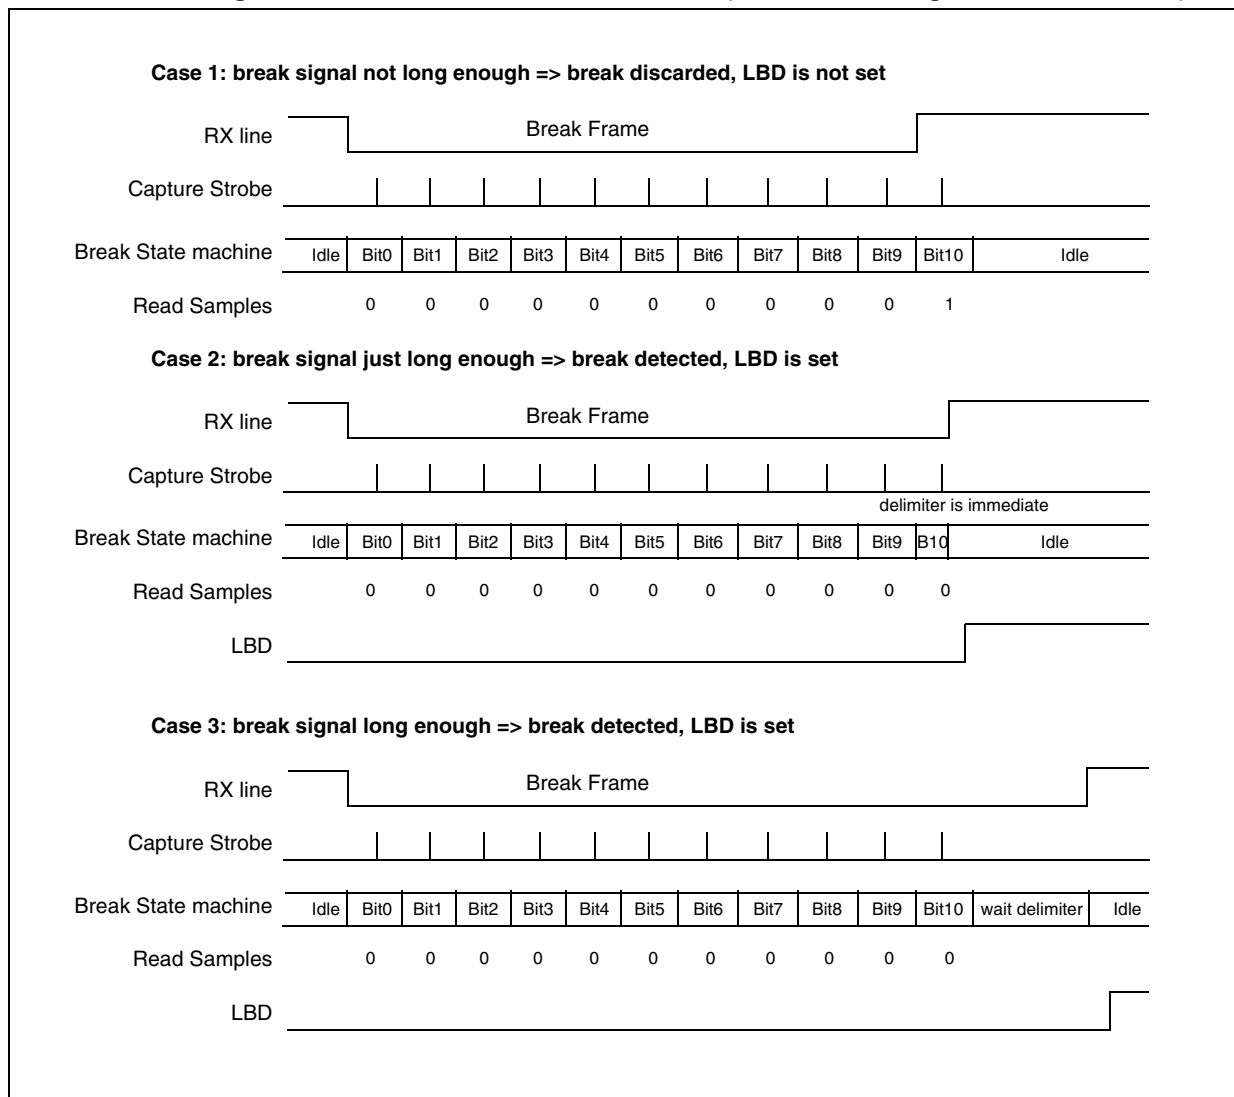 Case 1: break signal not long enough => break discarded, LBD is not set
RX line
Break Frame
Capture Strobe
Break State machine
Idle Bit0 Bit1 Bit2 Bit3 Bit4 Bit5 Bit6 Bit7 Bit8 Bit9 Bit10 Idle
Read Samples
0 0 0 0 0 0 0 0 0 0 1
Case 2: break signal just long enough => break detected, LBD is set
RX line
Break Frame
Capture Strobe
delimiter is immediate
Break State machine
Idle Bit0 Bit1 Bit2 Bit3 Bit4 Bit5 Bit6 Bit7 Bit8 Bit9 B10 Idle
Read Samples
0 0 0 0 0 0 0 0 0 0 0
LBD
Case 3: break signal long enough => break detected, LBD is set
RX line
Break Frame
Capture Strobe
Break State machine
Idle Bit0 Bit1 Bit2 Bit3 Bit4 Bit5 Bit6 Bit7 Bit8 Bit9 Bit10 wait delimiter Idle
Read Samples
0 0 0 0 0 0 0 0 0 0 0
LBD